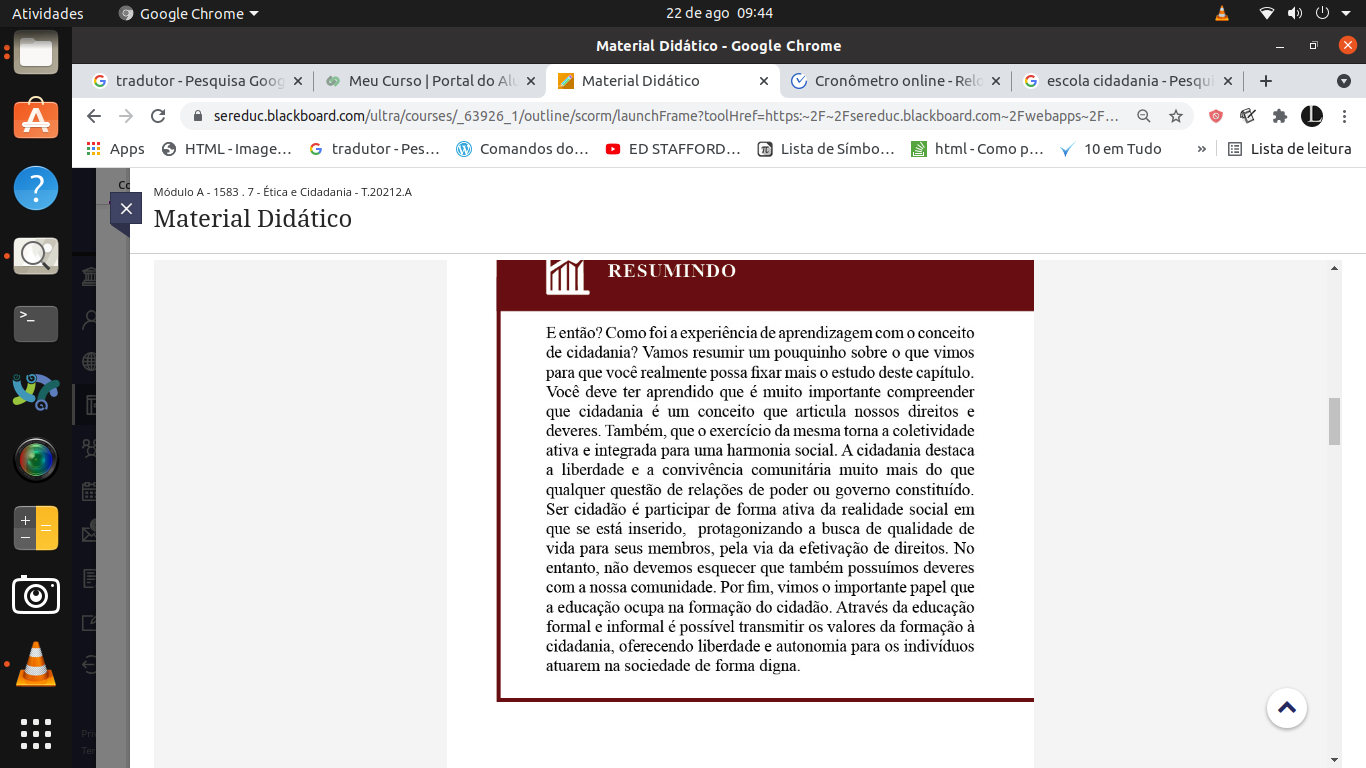 Atividades
Google Chrome
22 de ago 09:44
Material Didático - Google Chrome
tradutor - Pesquisa Goog
Meu Curso | Portal do Alu
Material Didático
Cronômetro online - Relo
escola cidadania - Pesqui
sereduc.blackboard.com/ultra/courses/_63926_1/outline/scorm/launchFrame?toolHref=https:~2F~2Fsereduc.blackboard.com~2Fwebapps~2F...
Apps
HTML - Image...
tradutor - Pes...
Comandos do...
ED STAFFORD...
Lista de Símbo...
html - Como p...
10 em Tudo
»
Lista de leitura
Co
Módulo A - 1583 . 7 - Ética e Cidadania - T.20212.A
Material Didático
RESUMINDO
E então? Como foi a experiência de aprendizagem com o conceito
de cidadania? Vamos resumir um pouquinho sobre o que vimos
para que você realmente possa fixar mais o estudo deste capítulo.
Você deve ter aprendido que é muito importante compreender
que cidadania é um conceito que articula nossos direitos e
deveres. Também, que o exercício da mesma torna a coletividade
ativa e integrada para uma harmonia social. A cidadania destaca
a liberdade e a convivência comunitária muito mais do que
qualquer questão de relações de poder ou governo constituído.
Ser cidadão é participar de forma ativa da realidade social em
que se está inserido, protagonizando a busca de qualidade de
vida para seus membros, pela via da efetivação de direitos. No
entanto, não devemos esquecer que também possuímos deveres
com a nossa comunidade. Por fim, vimos o importante papel que
a educação ocupa na formação do cidadão. Através da educação
formal e informal é possível transmitir os valores da formação à
cidadania, oferecendo liberdade e autonomia para os indivíduos
atuarem na sociedade de forma digna.
Priv
Ter